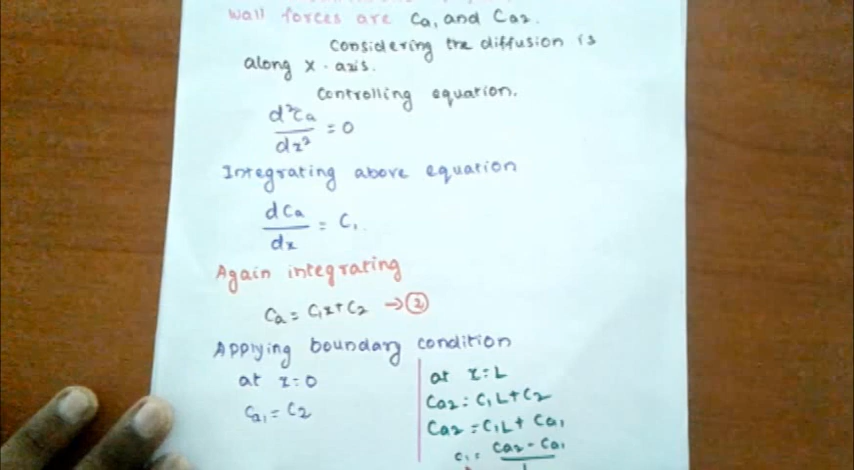 Wall forces are Ca1 and Ca2.
Considering the diffusion is
along x-axis.
Controlling equation.
d²Ca/dx² = 0
Integrating above equation
dCa/dx = C1.
Again integrating
Ca = C1x+C2 → ②
Applying boundary condition
at x=0
Ca1 = C2
at x=L
Ca2 = C1L+C2
Ca2 = C1L+Ca1
C1 = Ca2-Ca1